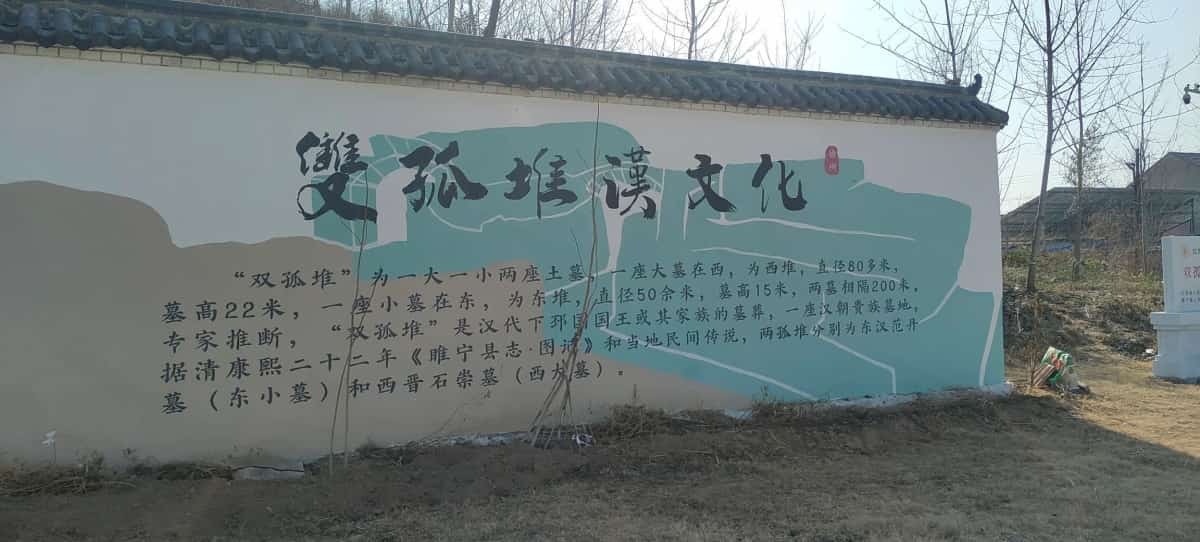 雙孤堆漢文化
徐州
“双孤堆”为一大一小两座土墓，一座大墓在西，为西堆，直径80多米，
墓高22米，一座小墓在东，为东堆，直径50余米，墓高15米，两墓相隔200米，
专家推断，“双孤堆”是汉代下邳国国王或其家族的墓葬，一座汉朝贵族墓地，
据清康熙二十二年《睢宁县志·图谱》和当地民间传说，两孤堆分别为东汉范丹
墓（东小墓）和西晋石崇墓（西大墓）。